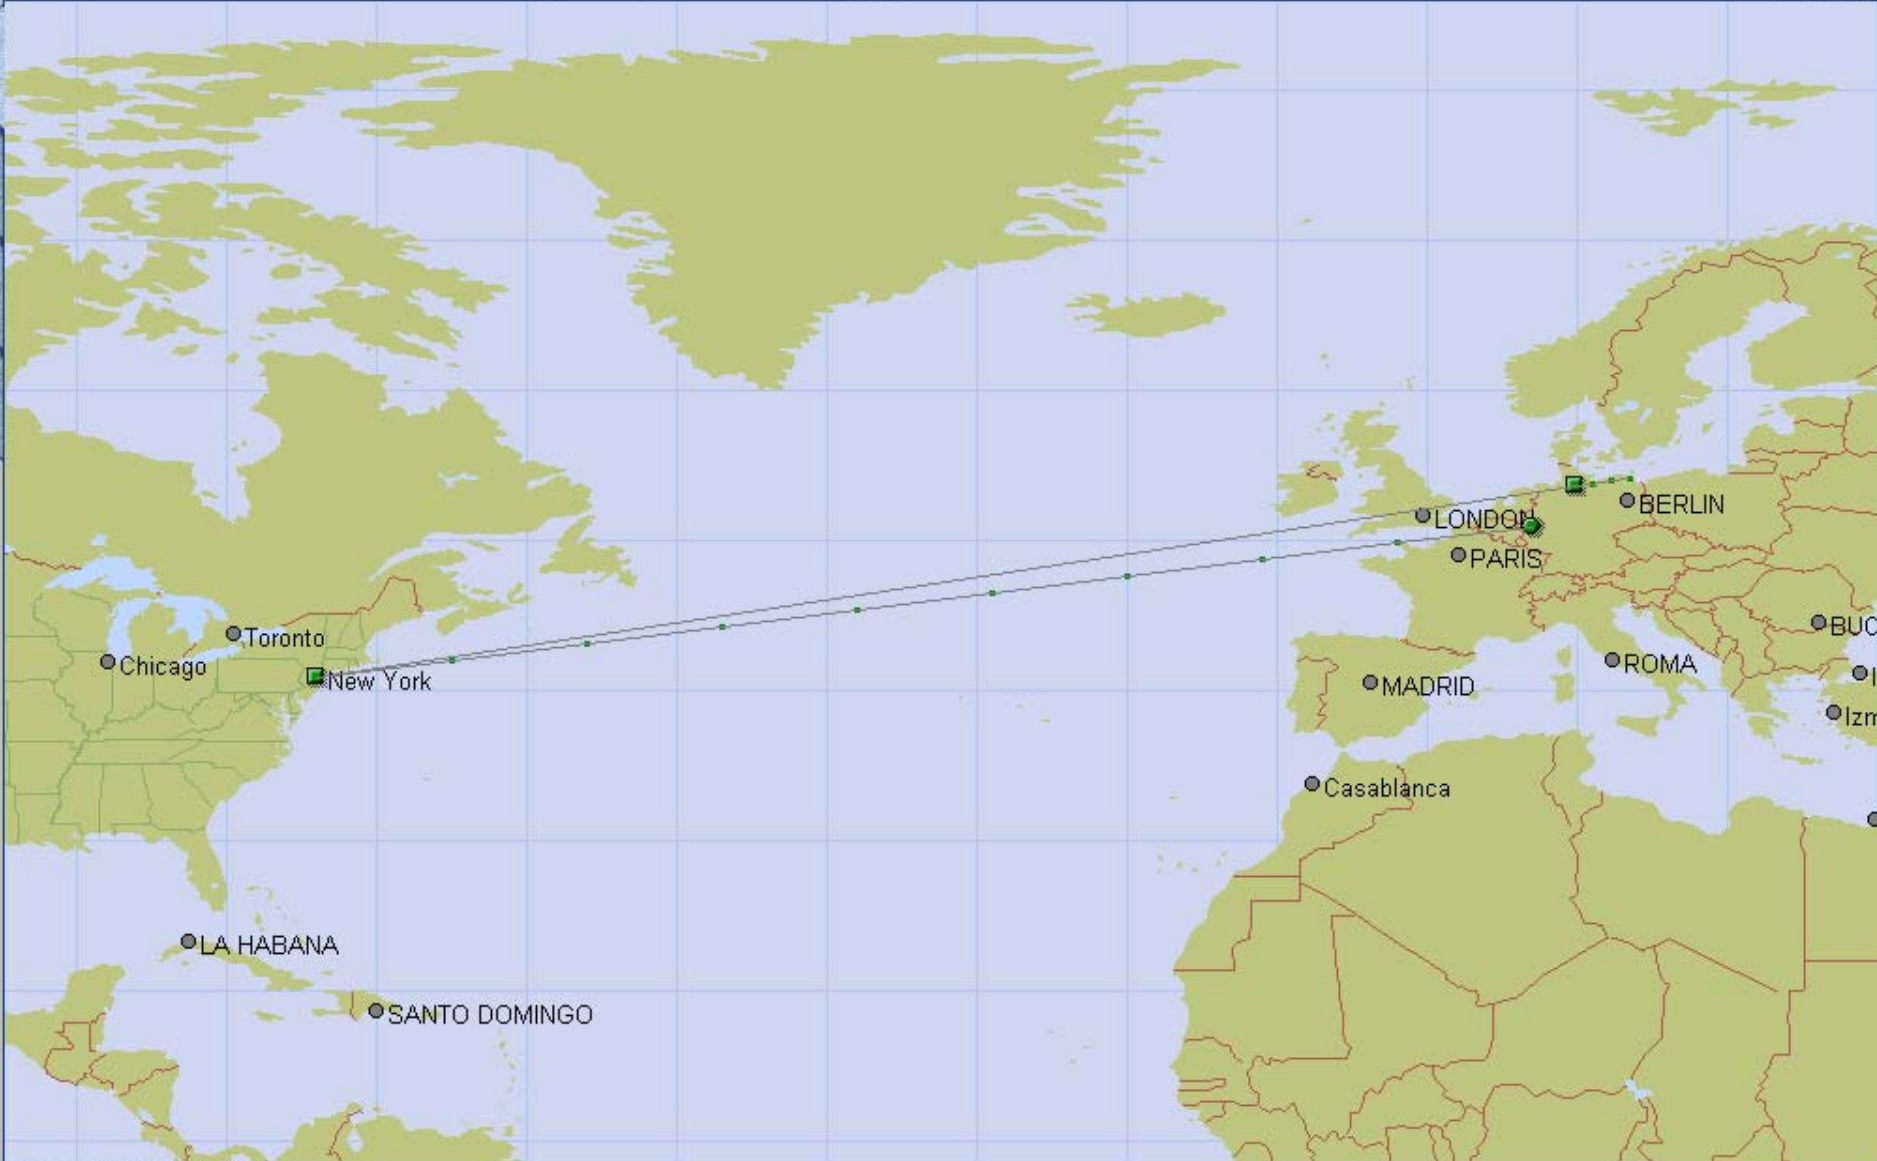 LONDON
BERLIN
PARIS
Toronto
BUC
Chicago
ROMA
New York
MADRID
I
Izm
Casablanca
LA HABANA
SANTO DOMINGO